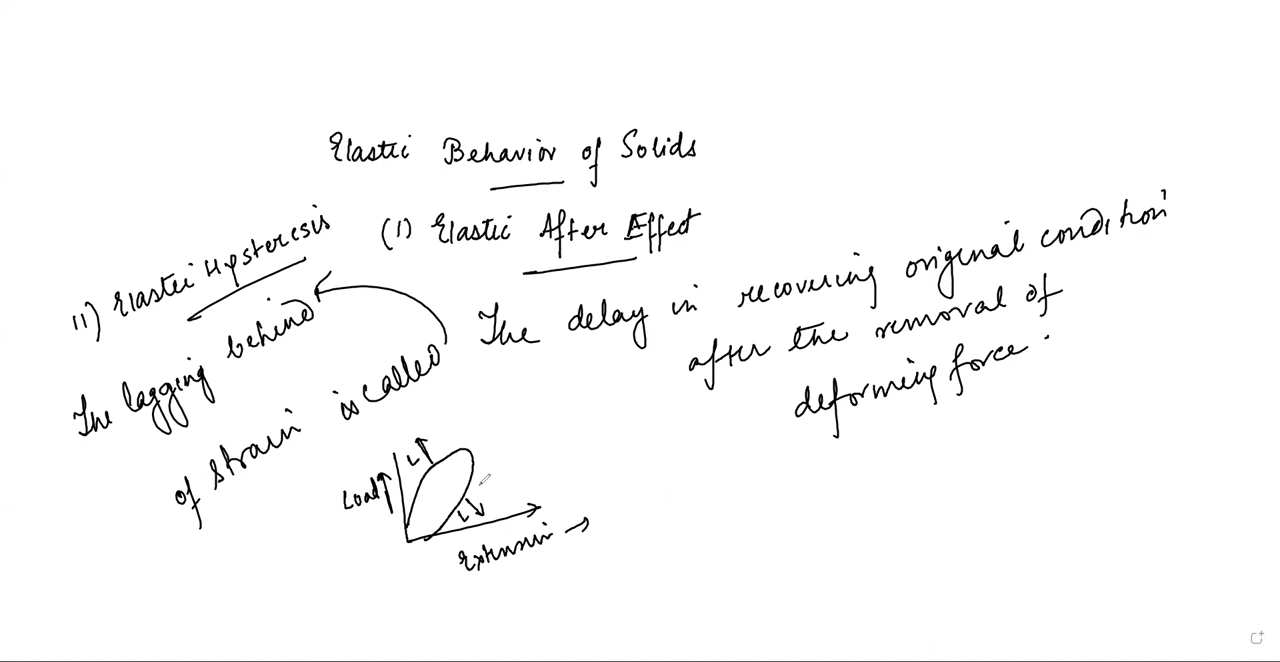 Elastic Behavior of Solids
(1) Elastic After Effect
The delay in recovering original condition
after the removal of
deforming force.
11) Elastic Hysteresis
The lagging behind
of strain is called
Load↑
L↑
L↓
Extension →